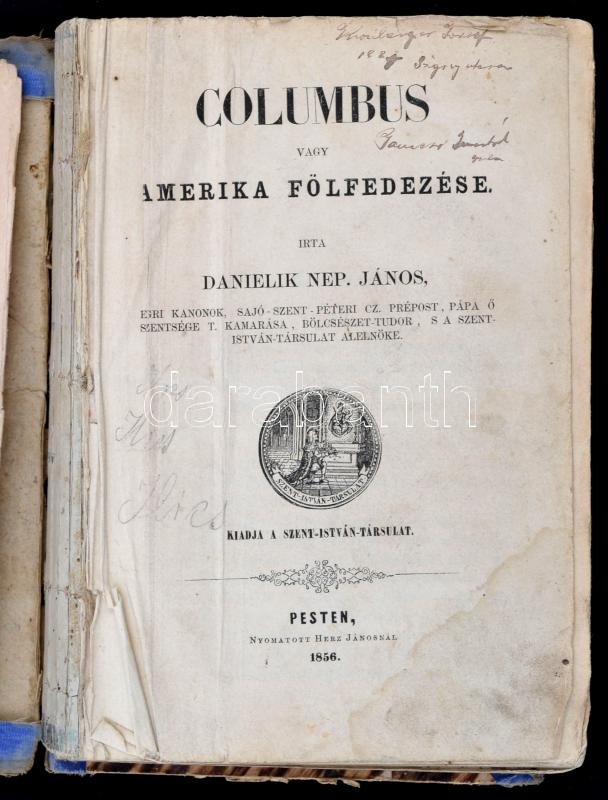 COLUMBUS
VAGY
AMERIKA FÖLFEDEZÉSE.
IRTA
DANIELIK NEP. JÁNOS,
EGRI KANONOK, SAJÓ-SZENT-PÉTERI CZ. PRÉPOST, PÁPA Ő
SZENTSÉGE T. KAMARÁSA, BÖLCSÉSZET-TUDOR, S A SZENT-
ISTVÁN-TÁRSULAT ALELNÖKE.
darabanth
SZENT-ISTVÁN-TÁRSULAT
KIADJA A SZENT-ISTVÁN-TÁRSULAT.
PESTEN,
NYOMATOTT HERZ JÁNOSNÁL
1856.